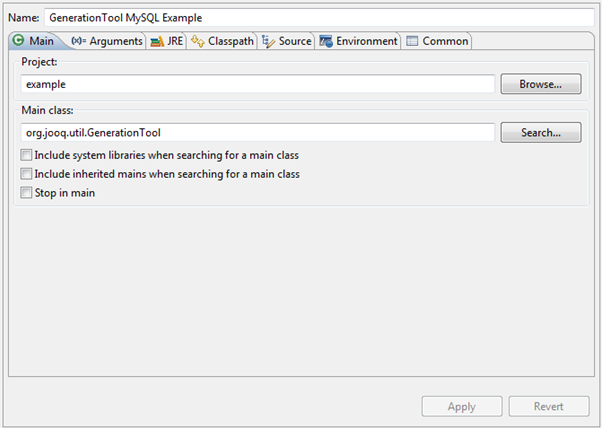 Name: GenerationTool MySQL Example
Main (x)= Arguments JRE Classpath Source Environment Common
Project:
example Browse...
Main class:
org.jooq.util.GenerationTool Search...
Include system libraries when searching for a main class
Include inherited mains when searching for a main class
Stop in main
Apply Revert